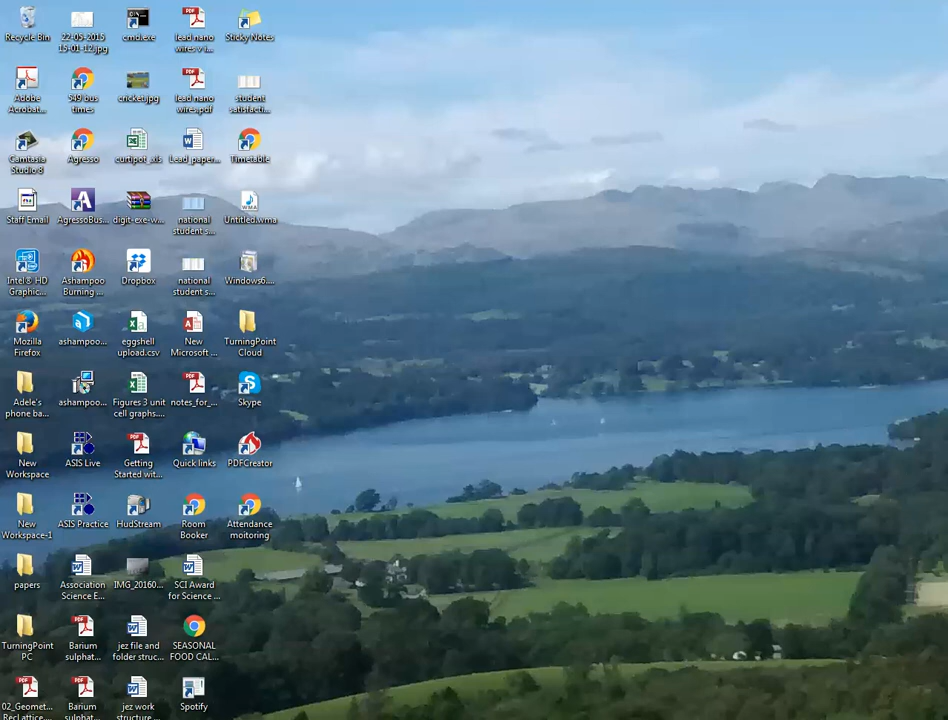 Recycle Bin
22-05-2015
15-01-12.jpg
cmd.exe
lead nano
wires v i...
Sticky Notes
Adobe
Acrobat...
549 bus
times
cricket.jpg
lead nano
wires.pdf
student
satisfacti...
Camtasia
Studio 8
Agresso
curtipot_.xls
Lead_paper...
Timetable
Staff Email
AgressoBus...
digit-exe-w...
national
student s...
Untitled.wma
Intel® HD
Graphic...
Ashampoo
Burning ...
Dropbox
national
student s...
Windows6....
Mozilla
Firefox
ashampoo...
eggshell
upload.csv
New
Microsoft ...
TurningPoint
Cloud
Adele's
phone ba...
ashampoo...
Figures 3 unit
cell graphs....
notes_for_...
Skype
New
Workspace
ASIS Live
Getting
Started wit...
Quick links
PDFCreator
New
Workspace-1
ASIS Practice
HudStream
Room
Booker
Attendance
moitoring
papers
Association
Science E...
IMG_20160...
SCI Award
for Science ...
TurningPoint
PC
Barium
sulphat...
jez file and
folder struc...
SEASONAL
FOOD CAL...
02_Geomet...
RecLattice....
Barium
sulphat...
jez work
structure ...
Spotify